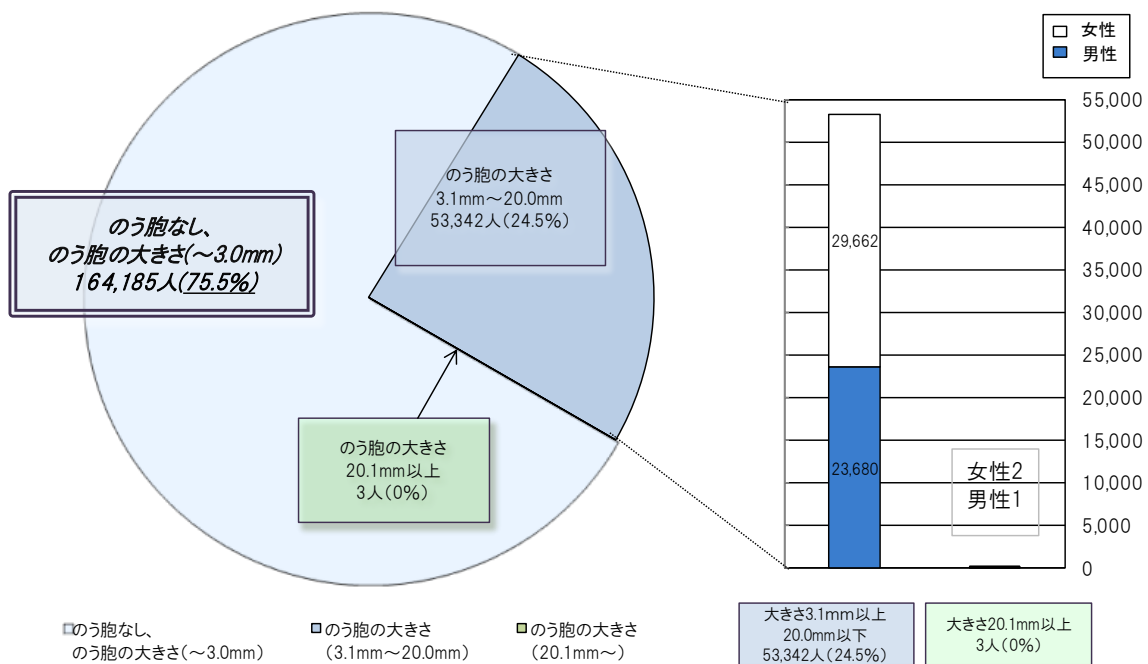 女性
男性
のう胞なし、
のう胞の大きさ(～3.0mm)
164,185人(75.5%)
のう胞の大きさ
3.1mm～20.0mm
53,342人(24.5%)
のう胞の大きさ
20.1mm以上
3人(0%)
55,000
50,000
45,000
40,000
35,000
30,000
25,000
20,000
15,000
10,000
5,000
0
29,662
23,680
女性2
男性1
のう胞なし、
のう胞の大きさ(～3.0mm)
のう胞の大きさ
(3.1mm～20.0mm)
のう胞の大きさ
(20.1mm～)
大きさ3.1mm以上
20.0mm以下
53,342人(24.5%)
大きさ20.1mm以上
3人(0%)